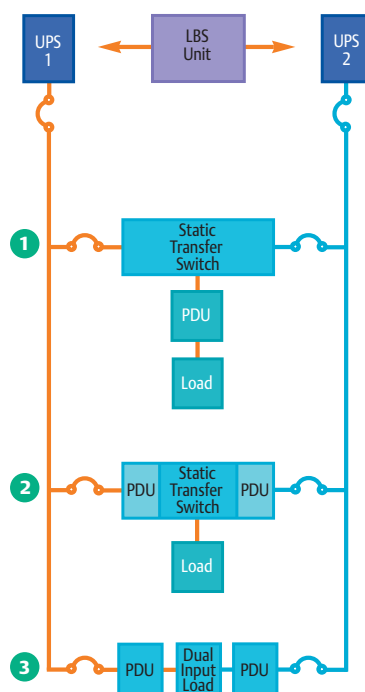 UPS
1
LBS
Unit
UPS
2
1
Static
Transfer
Switch
PDU
Load
2
PDU
Static
Transfer
Switch
PDU
Load
3
PDU
Dual
Input
Load
PDU